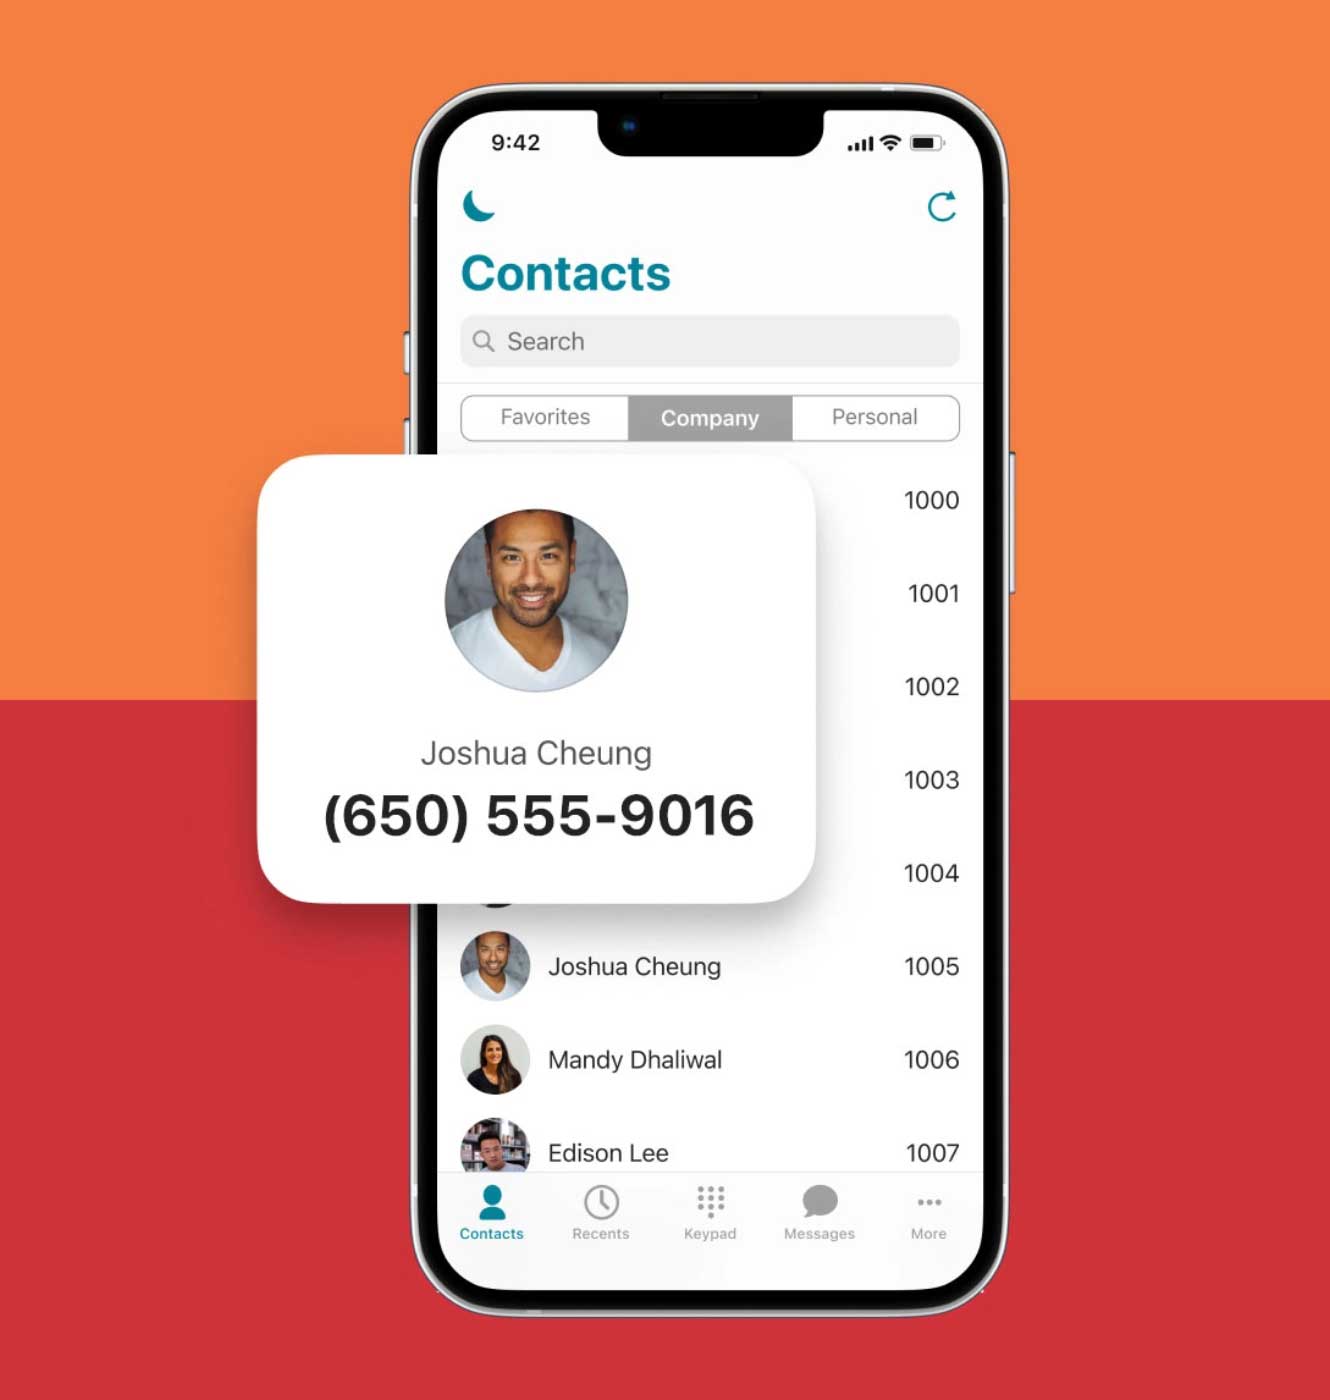 9:42
Contacts
Search
Favorites Company Personal
1000
1001
1002
1003
1004
Joshua Cheung
(650) 555-9016
Joshua Cheung 1005
Mandy Dhaliwal 1006
Edison Lee 1007
Contacts Recents Keypad Messages More